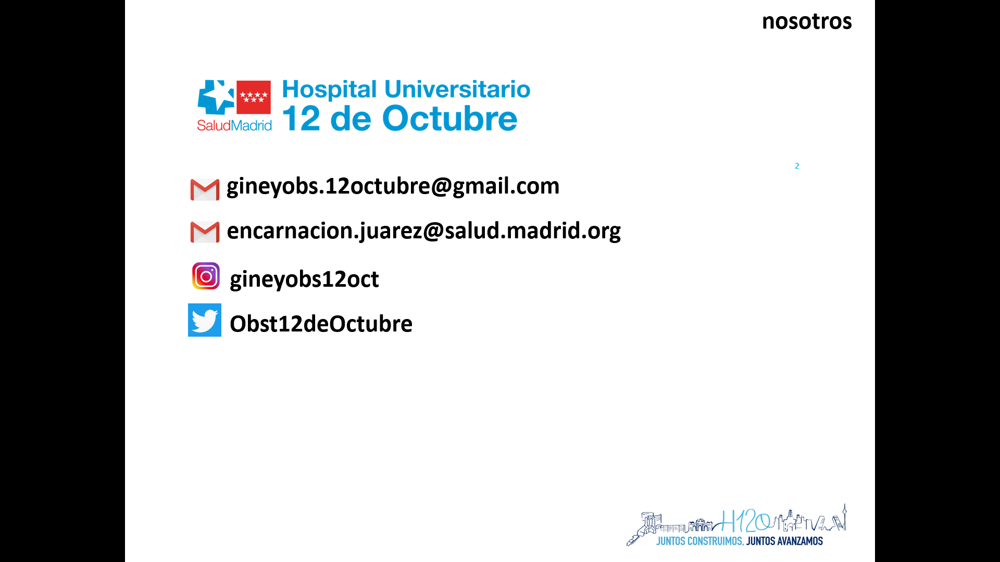 nosotros
Hospital Universitario
12 de Octubre
SaludMadrid
2
gineyobs.12octubre@gmail.com
encarnacion.juarez@salud.madrid.org
gineyobs12oct
Obst12deOctubre
H12O
JUNTOS CONSTRUIMOS, JUNTOS AVANZAMOS